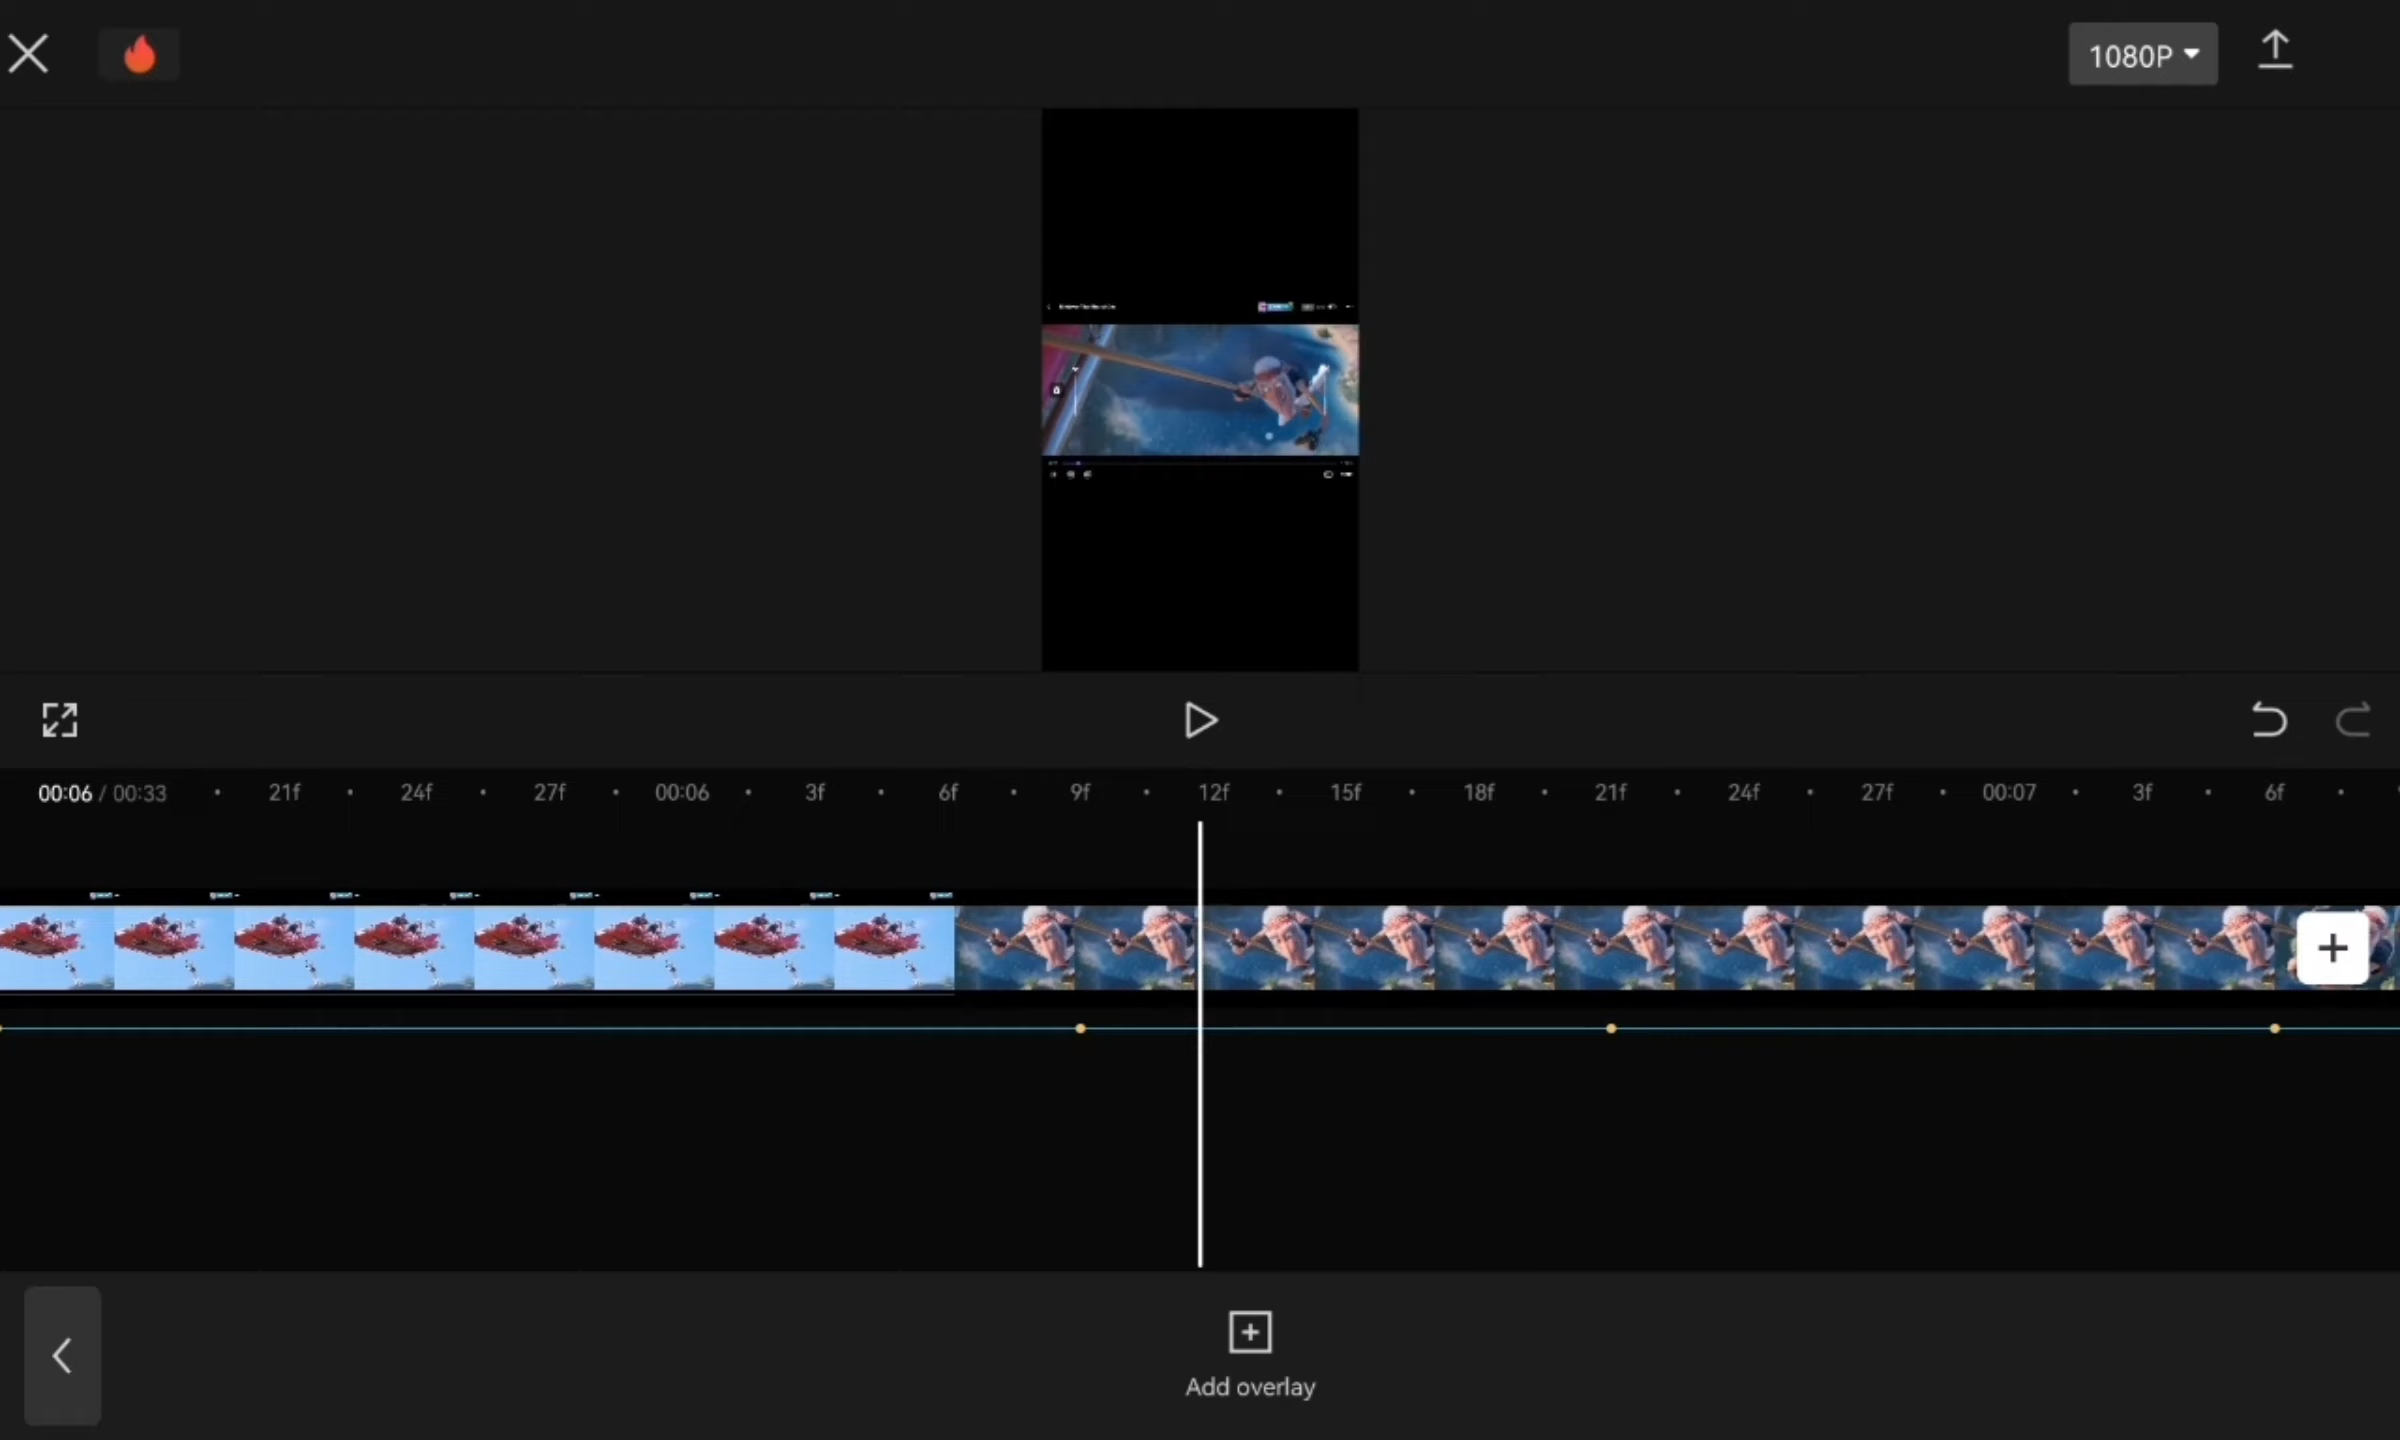 1080P
00:06 / 00:33 21f 24f 27f 00:06 3f 6f 9f 12f 15f 18f 21f 24f 27f 00:07 3f 6f
Add overlay